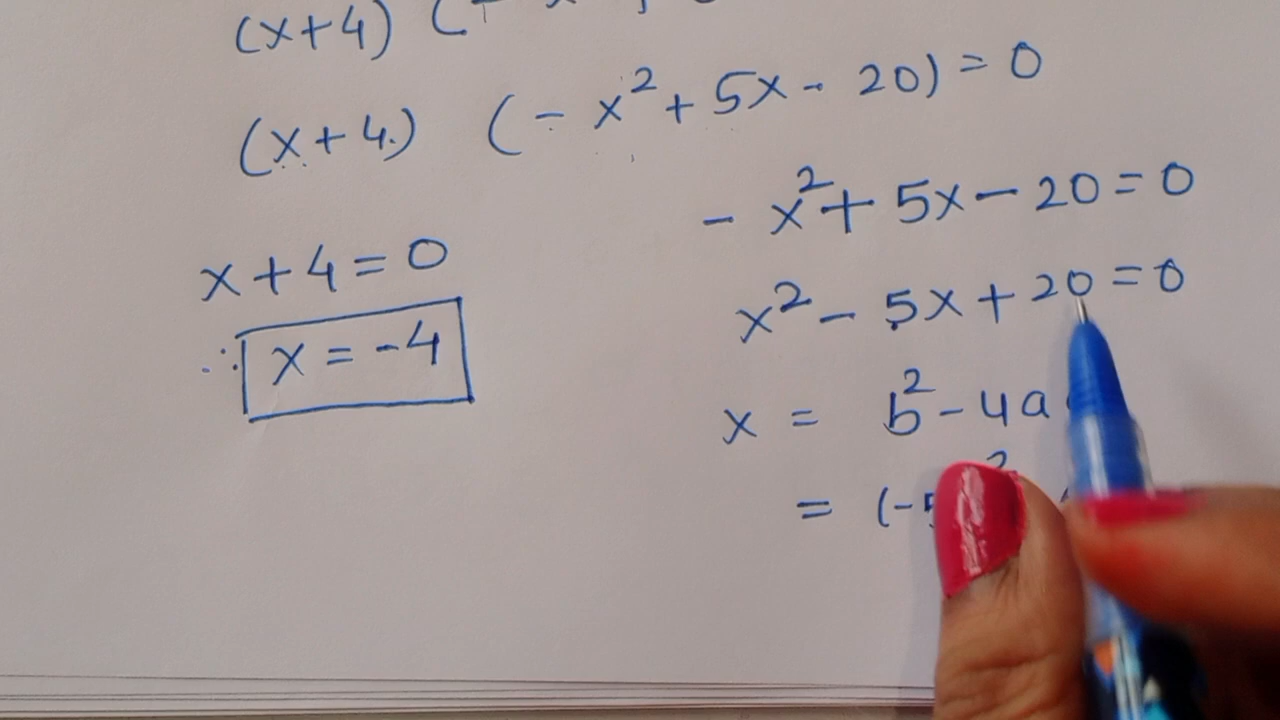 (x+4) (-
(x+4) (-x²+5x-20)=0
-x²+5x-20=0
x+4=0
x²-5x+20=0
∴ x=-4
x = b²-4a
= (-5